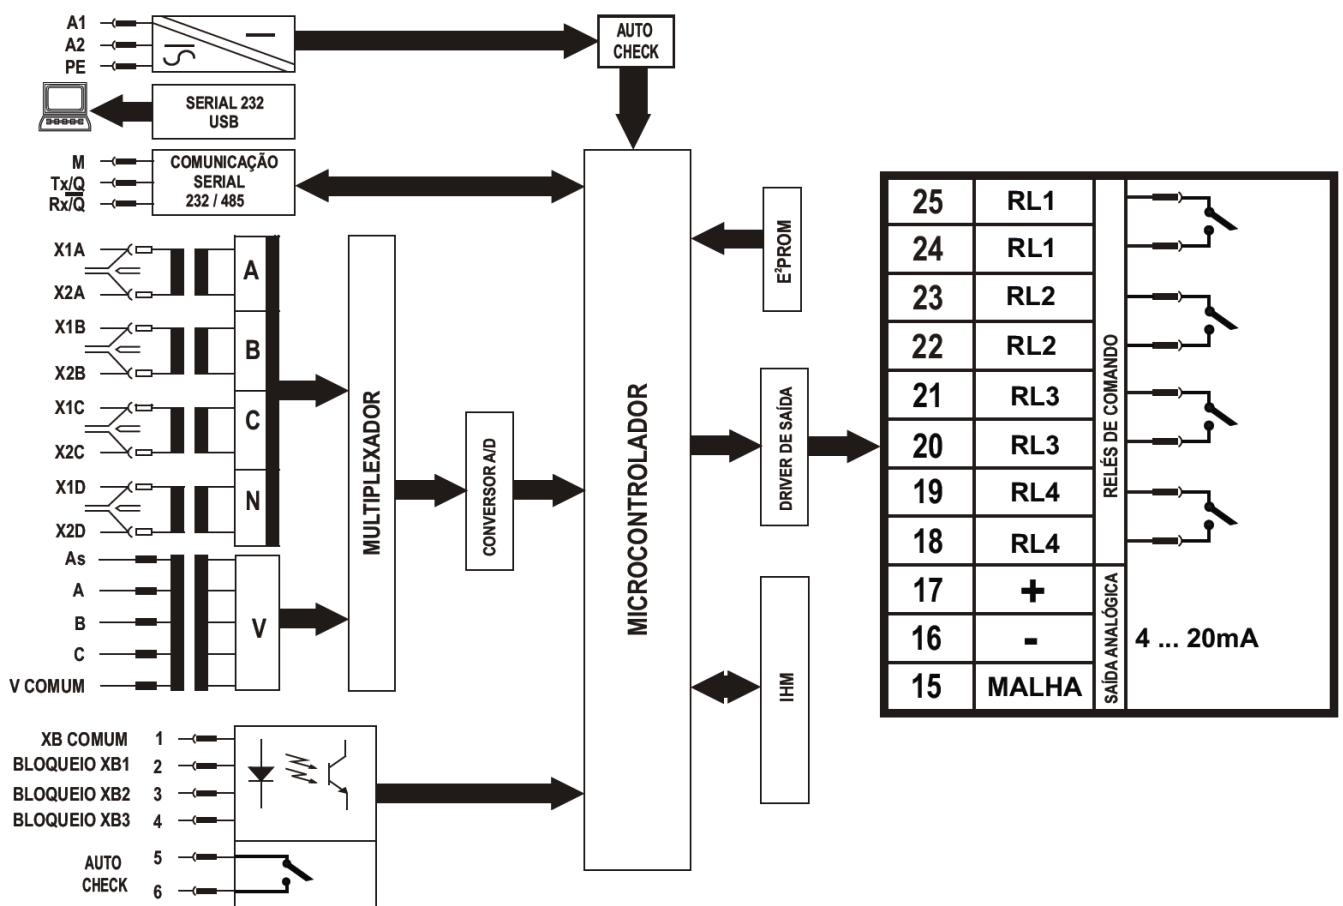 A1
A2
PE
AUTO
CHECK
SERIAL 232
USB
M
Tx/Q
Rx/Q̅
COMUNICAÇÃO
SERIAL
232 / 485
X1A
X2A
X1B
X2B
X1C
X2C
X1D
X2D
A
B
C
N
As
A
B
C
V COMUM
V
MULTIPLEXADOR
CONVERSOR A/D
MICROCONTROLADOR
E²PROM
DRIVER DE SAÍDA
IHM
XB COMUM 1
BLOQUEIO XB1 2
BLOQUEIO XB2 3
BLOQUEIO XB3 4
AUTO
CHECK
5
6
25 RL1
24 RL1
23 RL2
22 RL2
21 RL3
20 RL3
19 RL4
18 RL4
17 +
16 -
15 MALHA
RELÉS DE COMANDO
SAÍDA ANALÓGICA
4 ... 20mA